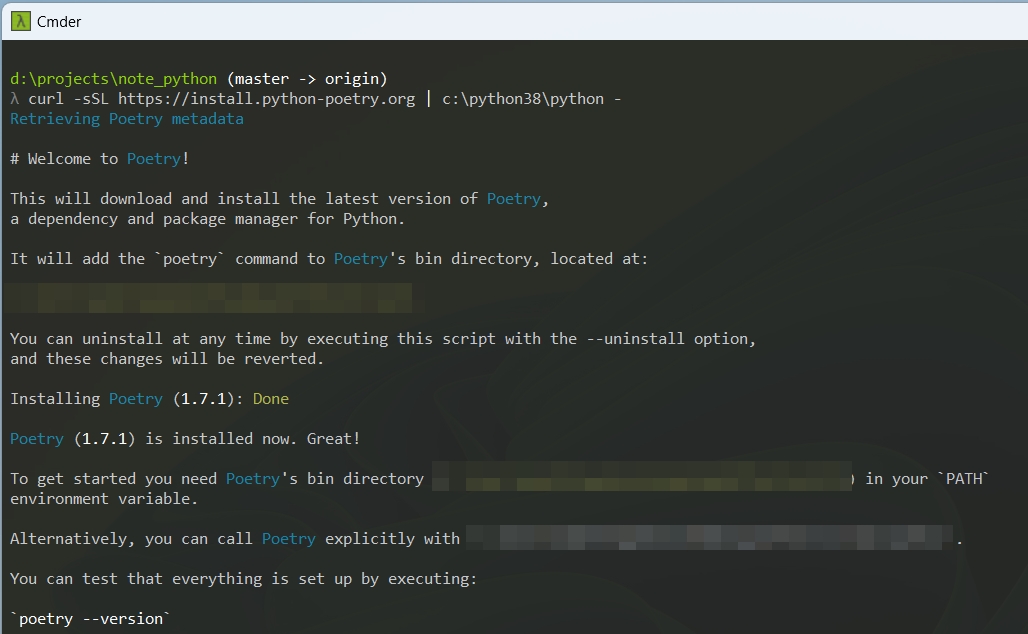 λ Cmder
d:\projects\note_python (master -> origin)
λ curl -sSL https://install.python-poetry.org | c:\python38\python -
Retrieving Poetry metadata
# Welcome to Poetry!
This will download and install the latest version of Poetry,
a dependency and package manager for Python.
It will add the `poetry` command to Poetry's bin directory, located at:
You can uninstall at any time by executing this script with the --uninstall option,
and these changes will be reverted.
Installing Poetry (1.7.1): Done
Poetry (1.7.1) is installed now. Great!
To get started you need Poetry's bin directory ) in your `PATH`
environment variable.
Alternatively, you can call Poetry explicitly with .
You can test that everything is set up by executing:
`poetry --version`